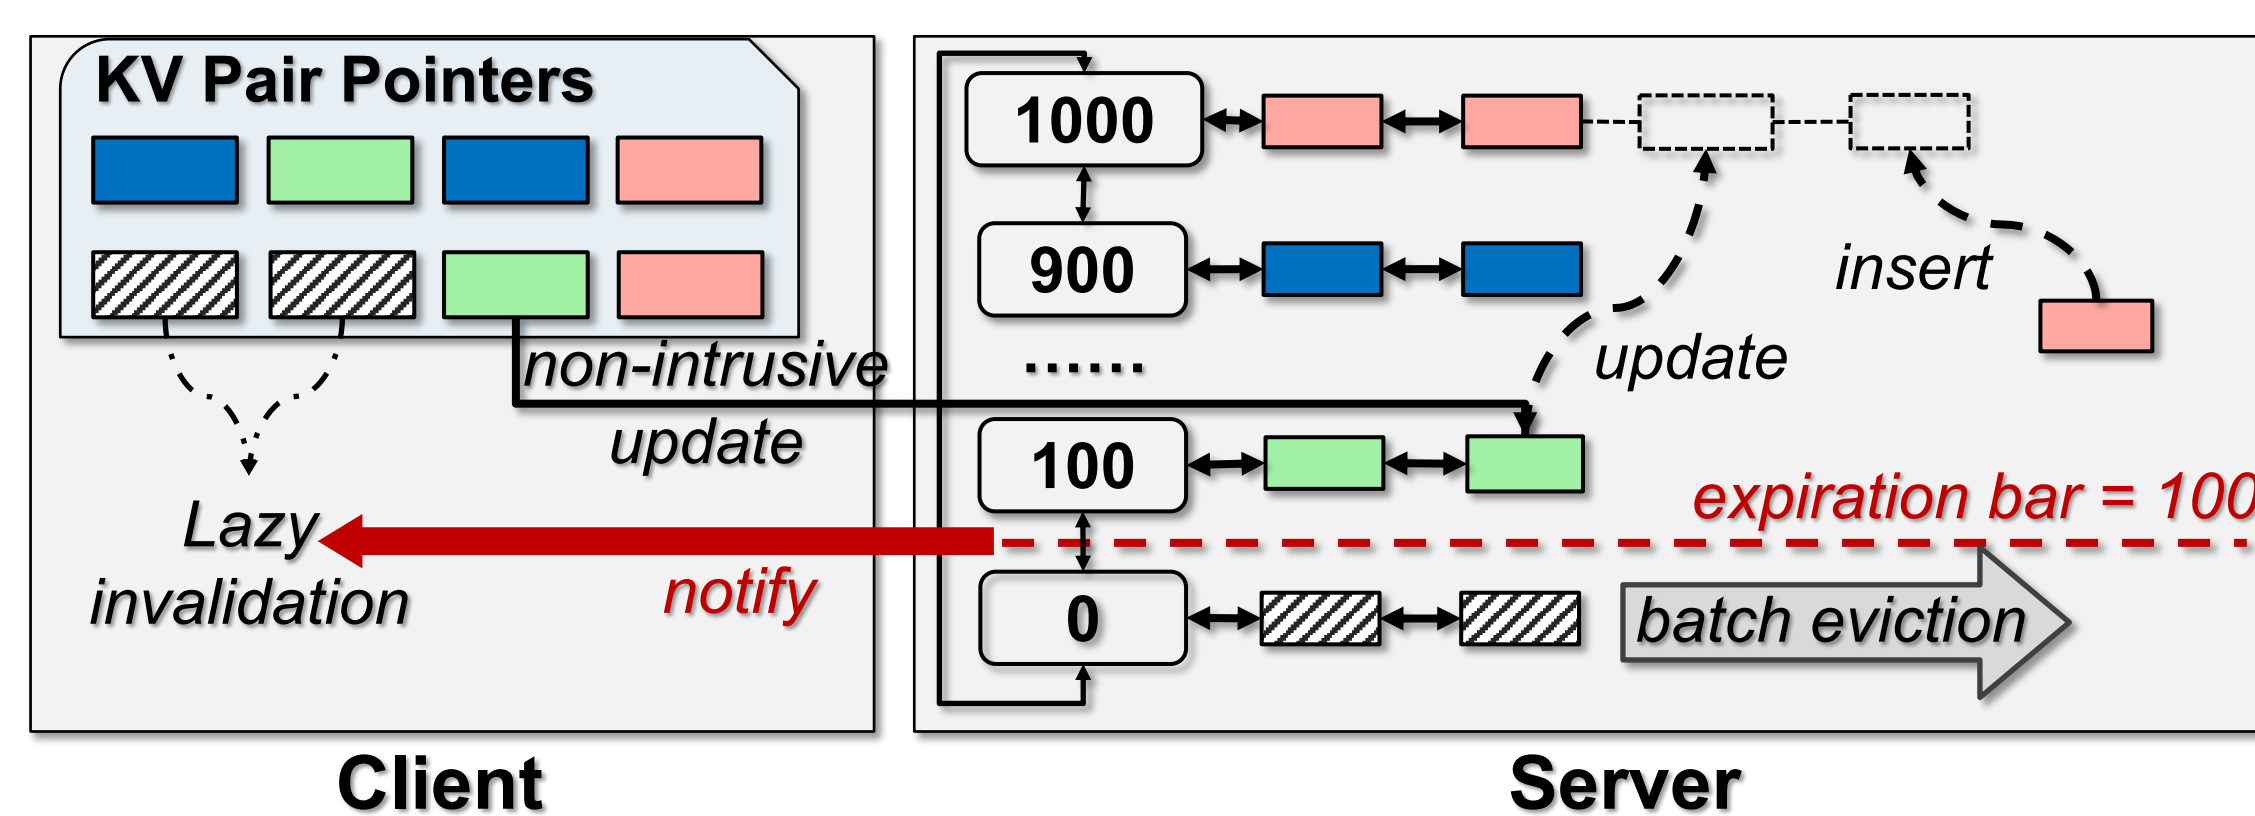 KV Pair Pointers
non-intrusive
update
Lazy
invalidation
notify
Client
1000
900
......
100
0
insert
update
expiration bar = 100
batch eviction
Server